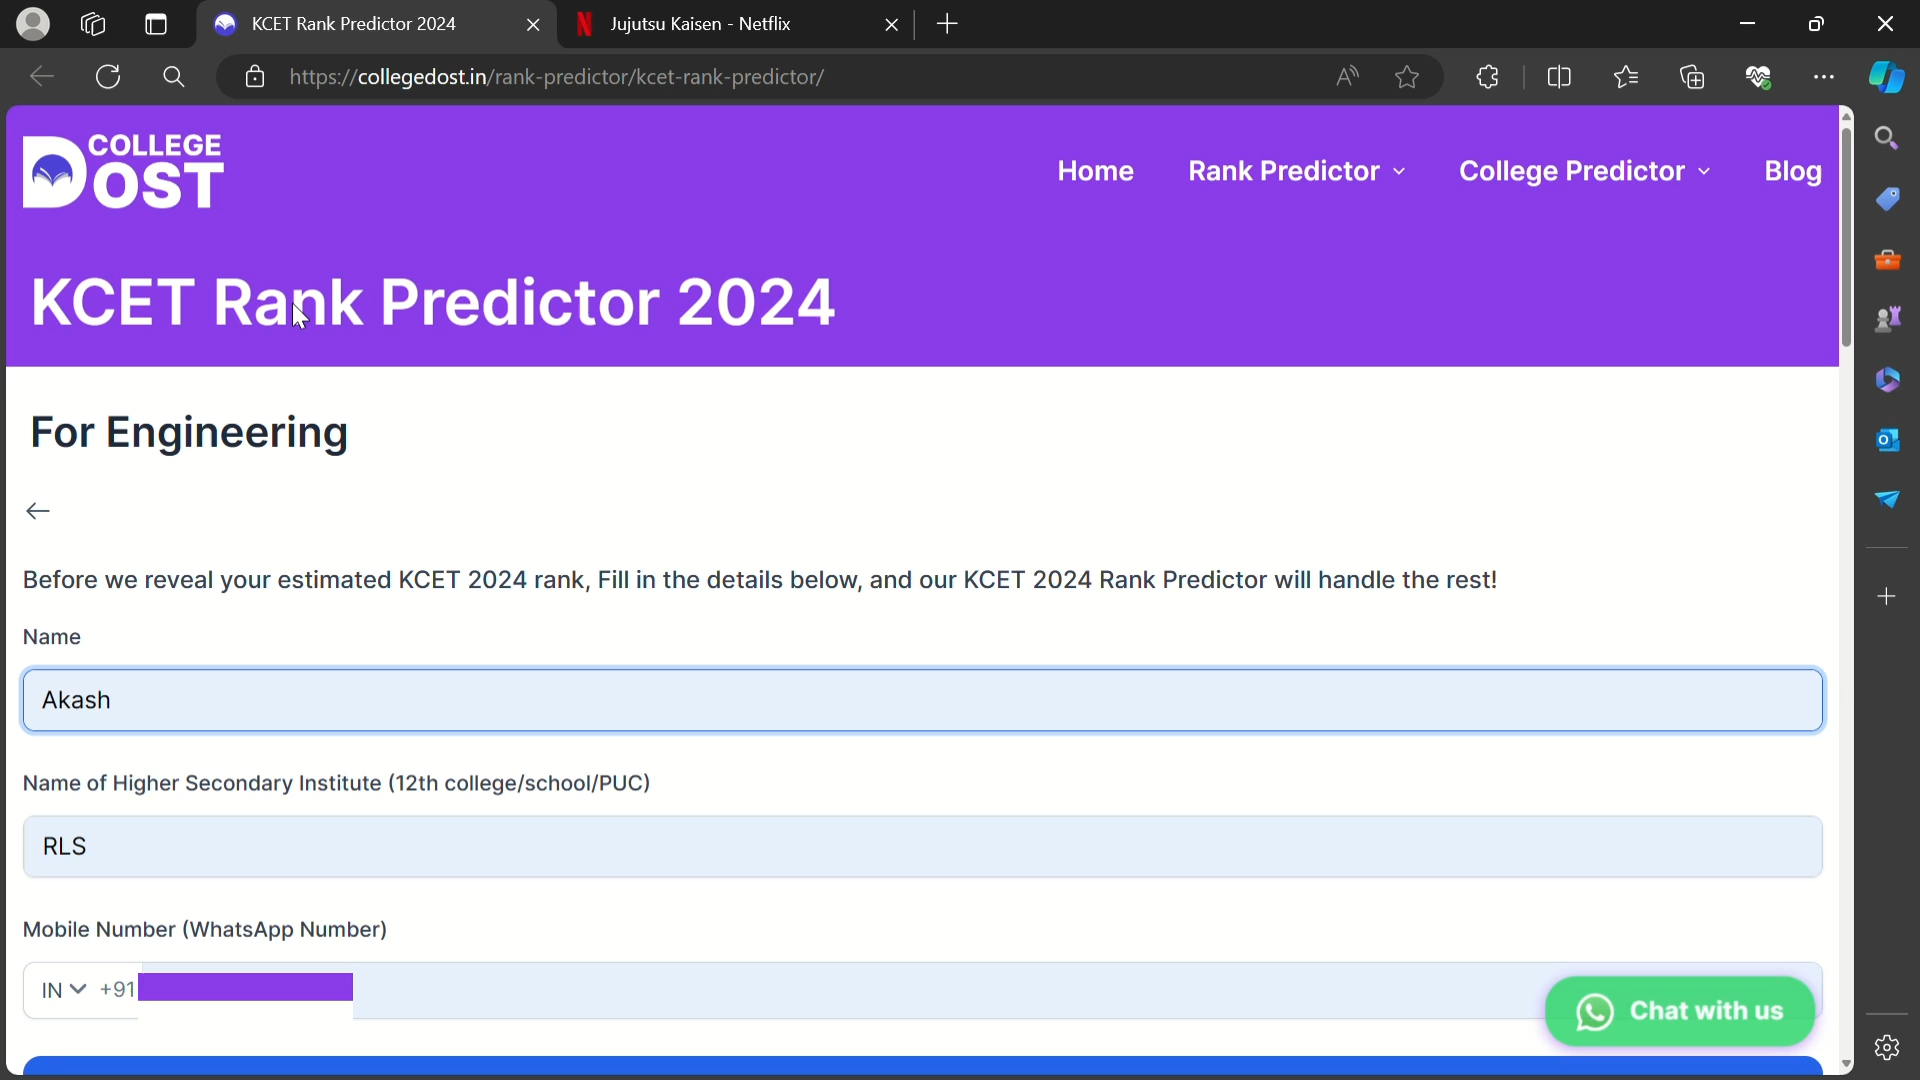 KCET Rank Predictor 2024
Jujutsu Kaisen - Netflix
https://collegedost.in/rank-predictor/kcet-rank-predictor/
COLLEGE
DOST
Home
Rank Predictor
College Predictor
Blog
KCET Rank Predictor 2024
For Engineering
Before we reveal your estimated KCET 2024 rank, Fill in the details below, and our KCET 2024 Rank Predictor will handle the rest!
Name
Akash
Name of Higher Secondary Institute (12th college/school/PUC)
RLS
Mobile Number (WhatsApp Number)
IN +91
Chat with us